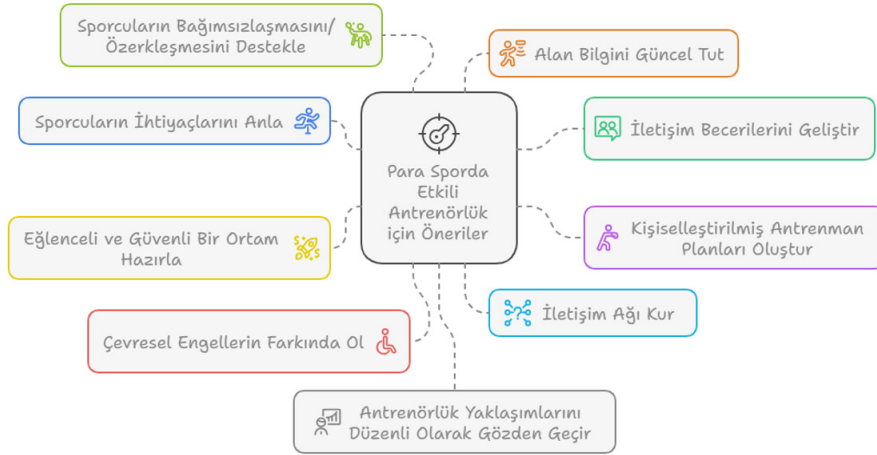 Sporcuların Bağımsızlaşmasını/
Özerkleşmesini Destekle
Alan Bilgini Güncel Tut
Sporcuların İhtiyaçlarını Anla
İletişim Becerilerini Geliştir
Para Sporda
Etkili
Antrenörlük
için Öneriler
Eğlenceli ve Güvenli Bir Ortam
Hazırla
Kişiselleştirilmiş Antrenman
Planları Oluştur
Çevresel Engellerin Farkında Ol
İletişim Ağı Kur
Antrenörlük Yaklaşımlarını
Düzenli Olarak Gözden Geçir